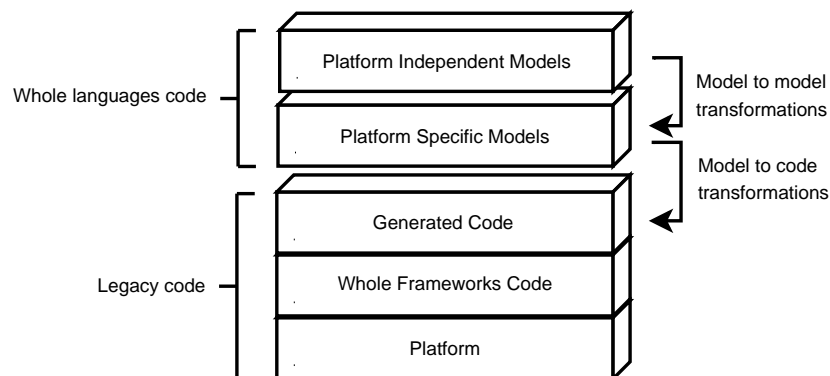 Platform Independent Models
Whole languages code
Model to model
transformations
Platform Specific Models
Model to code
transformations
Generated Code
Legacy code
Whole Frameworks Code
Platform